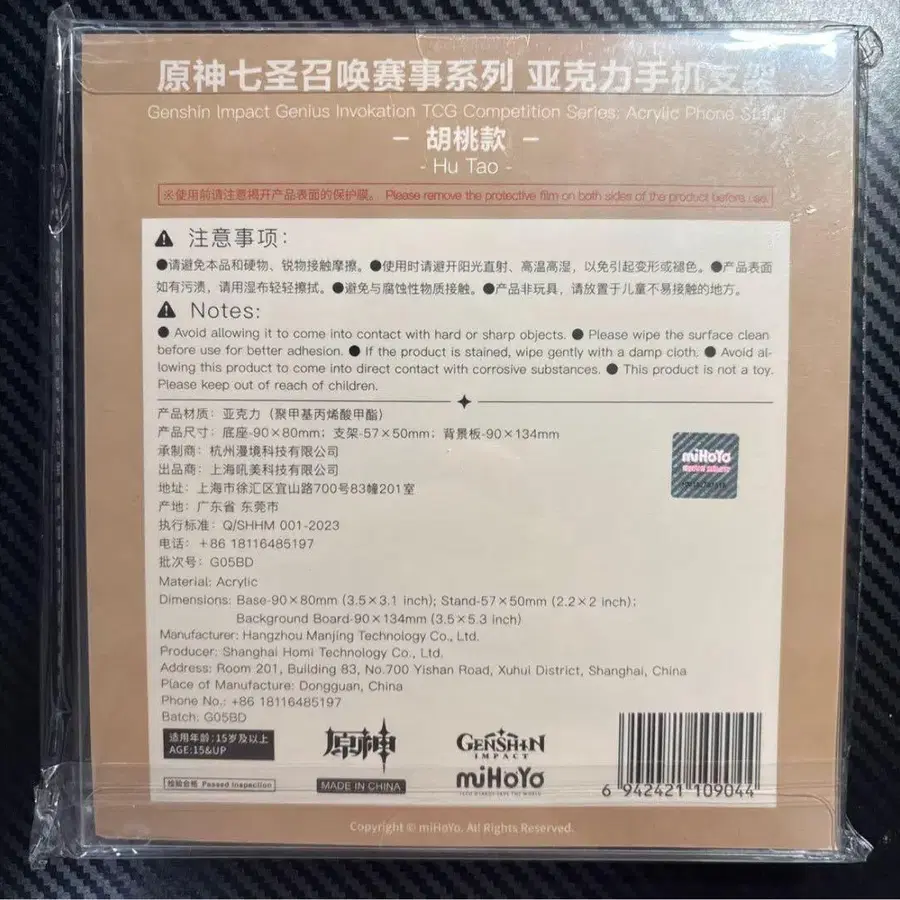 原神七圣召唤赛事系列 亚克力手机支架
Genshin Impact Genius Invokation TCG Competition Series: Acrylic Phone Stand
- 胡桃款 -
- Hu Tao -
※使用前请注意揭开产品表面的保护膜。 Please remove the protective film on both sides of the product before use.
注意事项：
●请避免本品和硬物、锐物接触摩擦。●使用时请避开阳光直射、高温高湿，以免引起变形或褪色。●产品表面
如有污渍，请用湿布轻轻擦拭。●避免与腐蚀性物质接触。●产品非玩具，请放置于儿童不易接触的地方。
Notes:
● Avoid allowing it to come into contact with hard or sharp objects. ● Please wipe the surface clean
before use for better adhesion. ● If the product is stained, wipe gently with a damp cloth. ● Avoid al-
lowing this product to come into direct contact with corrosive substances. ● This product is not a toy.
Please keep out of reach of children.
产品材质：亚克力（聚甲基丙烯酸甲酯）
产品尺寸：底座-90×80mm；支架-57×50mm；背景板-90×134mm
承制商：杭州漫境科技有限公司
出品商：上海吼美科技有限公司
地址：上海市徐汇区宜山路700号83幢201室
产地：广东省 东莞市
执行标准：Q/SHHM 001-2023
电话：+86 18116485197
批次号：G05BD
Material: Acrylic
Dimensions: Base-90×80mm (3.5×3.1 inch); Stand-57×50mm (2.2×2 inch);
Background Board-90×134mm (3.5×5.3 inch)
Manufacturer: Hangzhou Manjing Technology Co., Ltd.
Producer: Shanghai Homi Technology Co., Ltd.
Address: Room 201, Building 83, No.700 Yishan Road, Xuhui District, Shanghai, China
Place of Manufacture: Dongguan, China
Phone No.: +86 18116485197
Batch: G05BD
miHoYo
适用年龄:15岁及以上
AGE:15&UP
检验合格 Passed Inspection
原神
MADE IN CHINA
GENSHIN
IMPACT
miHoYo
TECH OTAKUS SAVE THE WORLD
6 942421 109044
Copyright © miHoYo. All Rights Reserved.